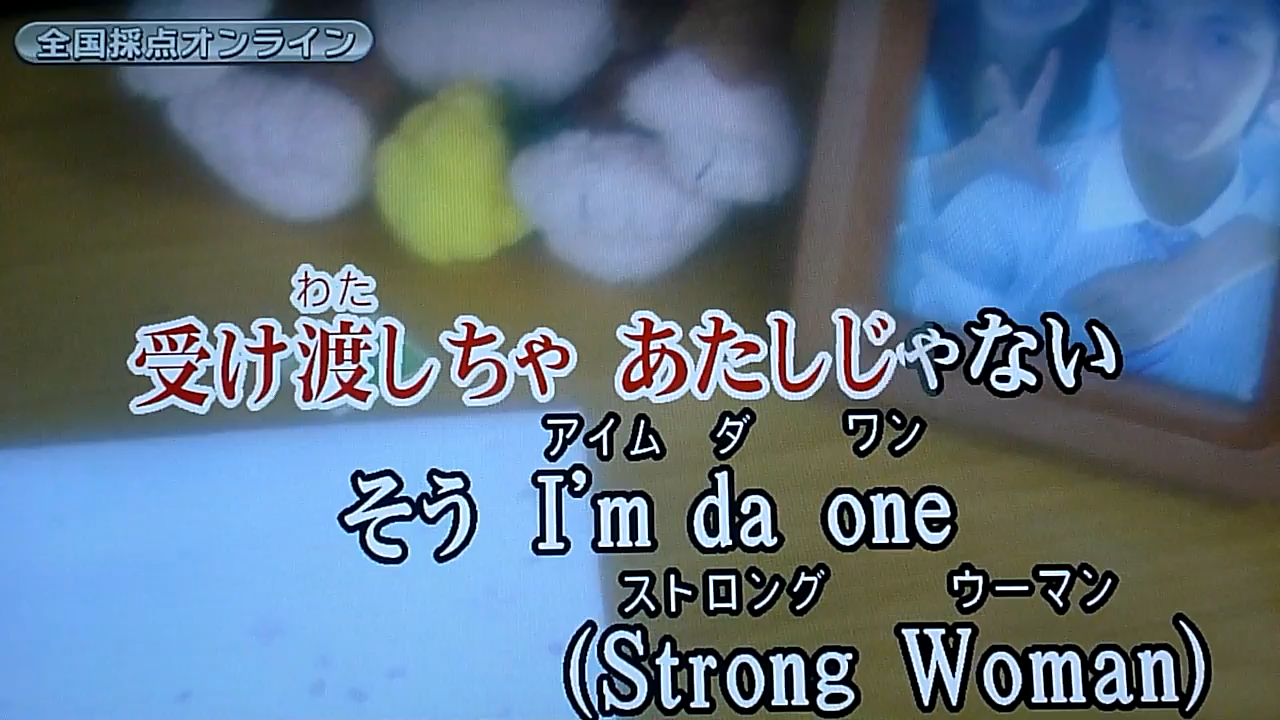 全国採点オンライン
わた
受け渡しちゃ あたしじゃない
アイム ダ ワン
そう I'm da one
ストロング ウーマン
(Strong Woman)